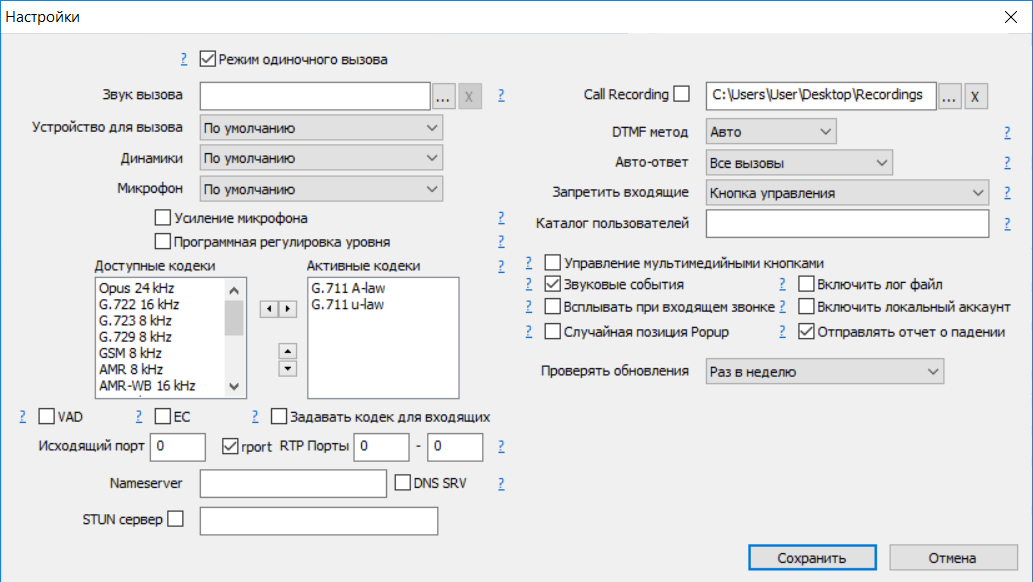 Настройки
? Режим одиночного вызова
Звук вызова ... X ?
Call Recording C:\Users\User\Desktop\Recordings ... X
Устройство для вызова По умолчанию
DTMF метод Авто ?
Динамики По умолчанию
Авто-ответ Все вызовы ?
Микрофон По умолчанию
Запретить входящие Кнопка управления ?
Усиление микрофона ?
Каталог пользователей ?
Программная регулировка уровня ?
Доступные кодеки Активные кодеки ?
? Управление мультимедийными кнопками
Opus 24 kHz
G.722 16 kHz
G.723 8 kHz
G.729 8 kHz
GSM 8 kHz
AMR 8 kHz
AMR-WB 16 kHz
G.711 A-law
G.711 u-law
? Звуковые события ? Включить лог файл
? Всплывать при входящем звонке ? Включить локальный аккаунт
? Случайная позиция Popup ? Отправлять отчет о падении
Проверять обновления Раз в неделю
? VAD ? EC ? Задавать кодек для входящих
Исходящий порт 0 rport RTP Порты 0 - 0 ?
Nameserver DNS SRV ?
STUN сервер
Сохранить Отмена